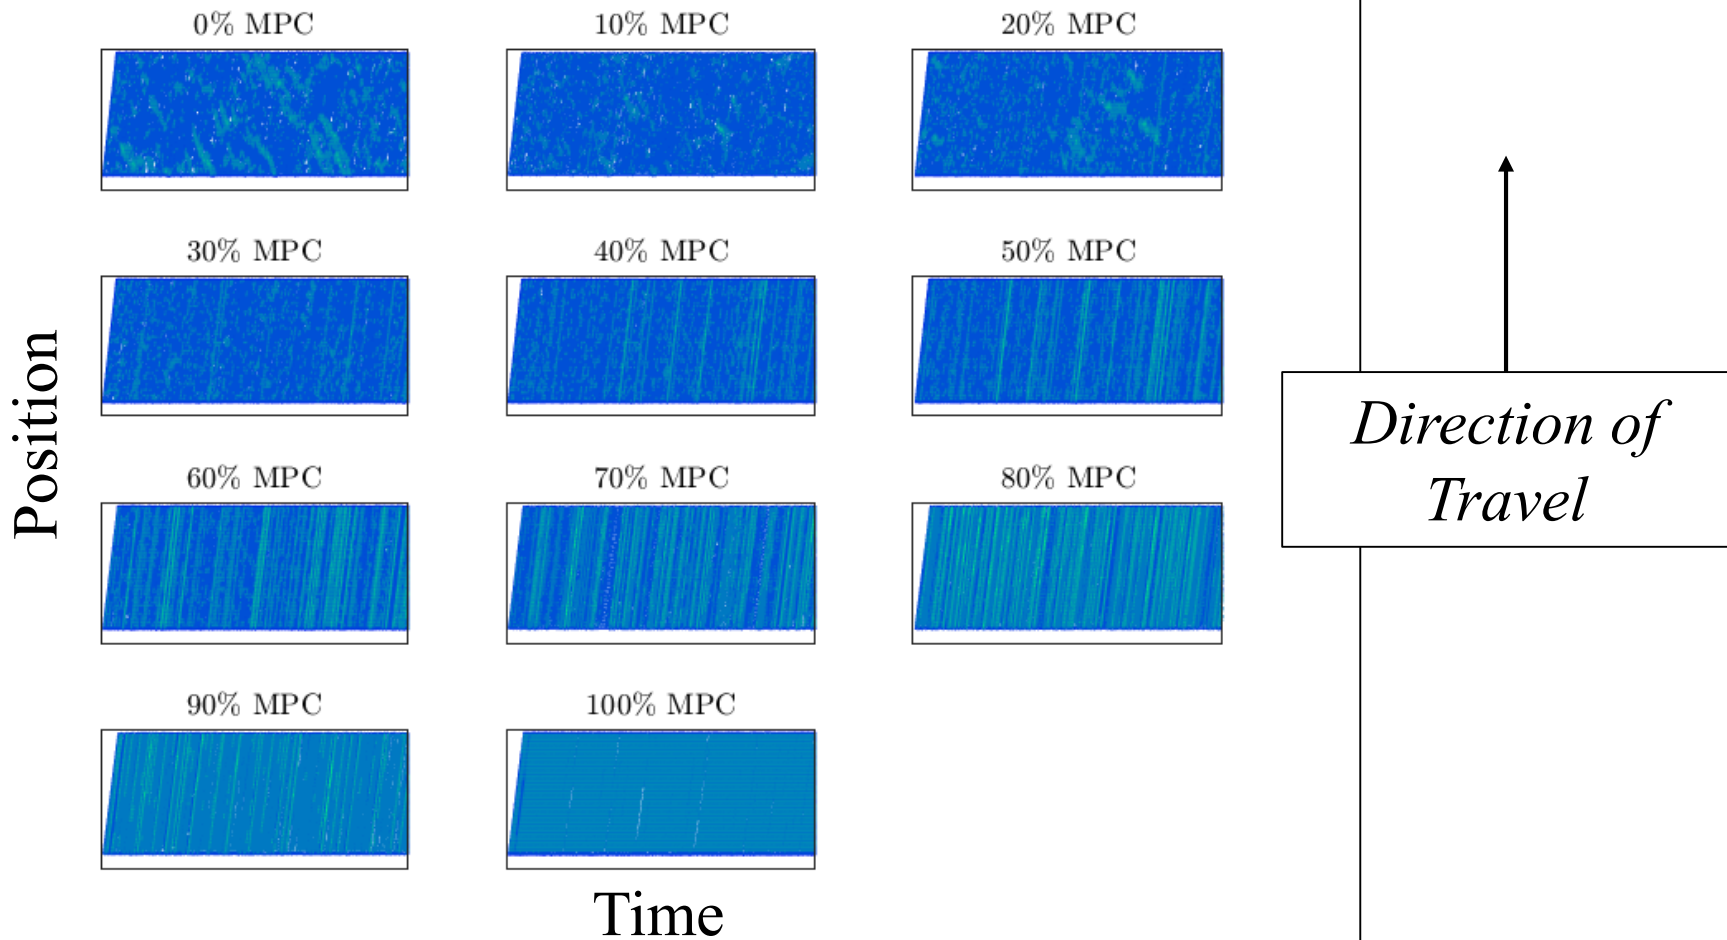 0% MPC
10% MPC
20% MPC
30% MPC
40% MPC
50% MPC
60% MPC
70% MPC
80% MPC
90% MPC
100% MPC
Position
Time
Direction of
Travel